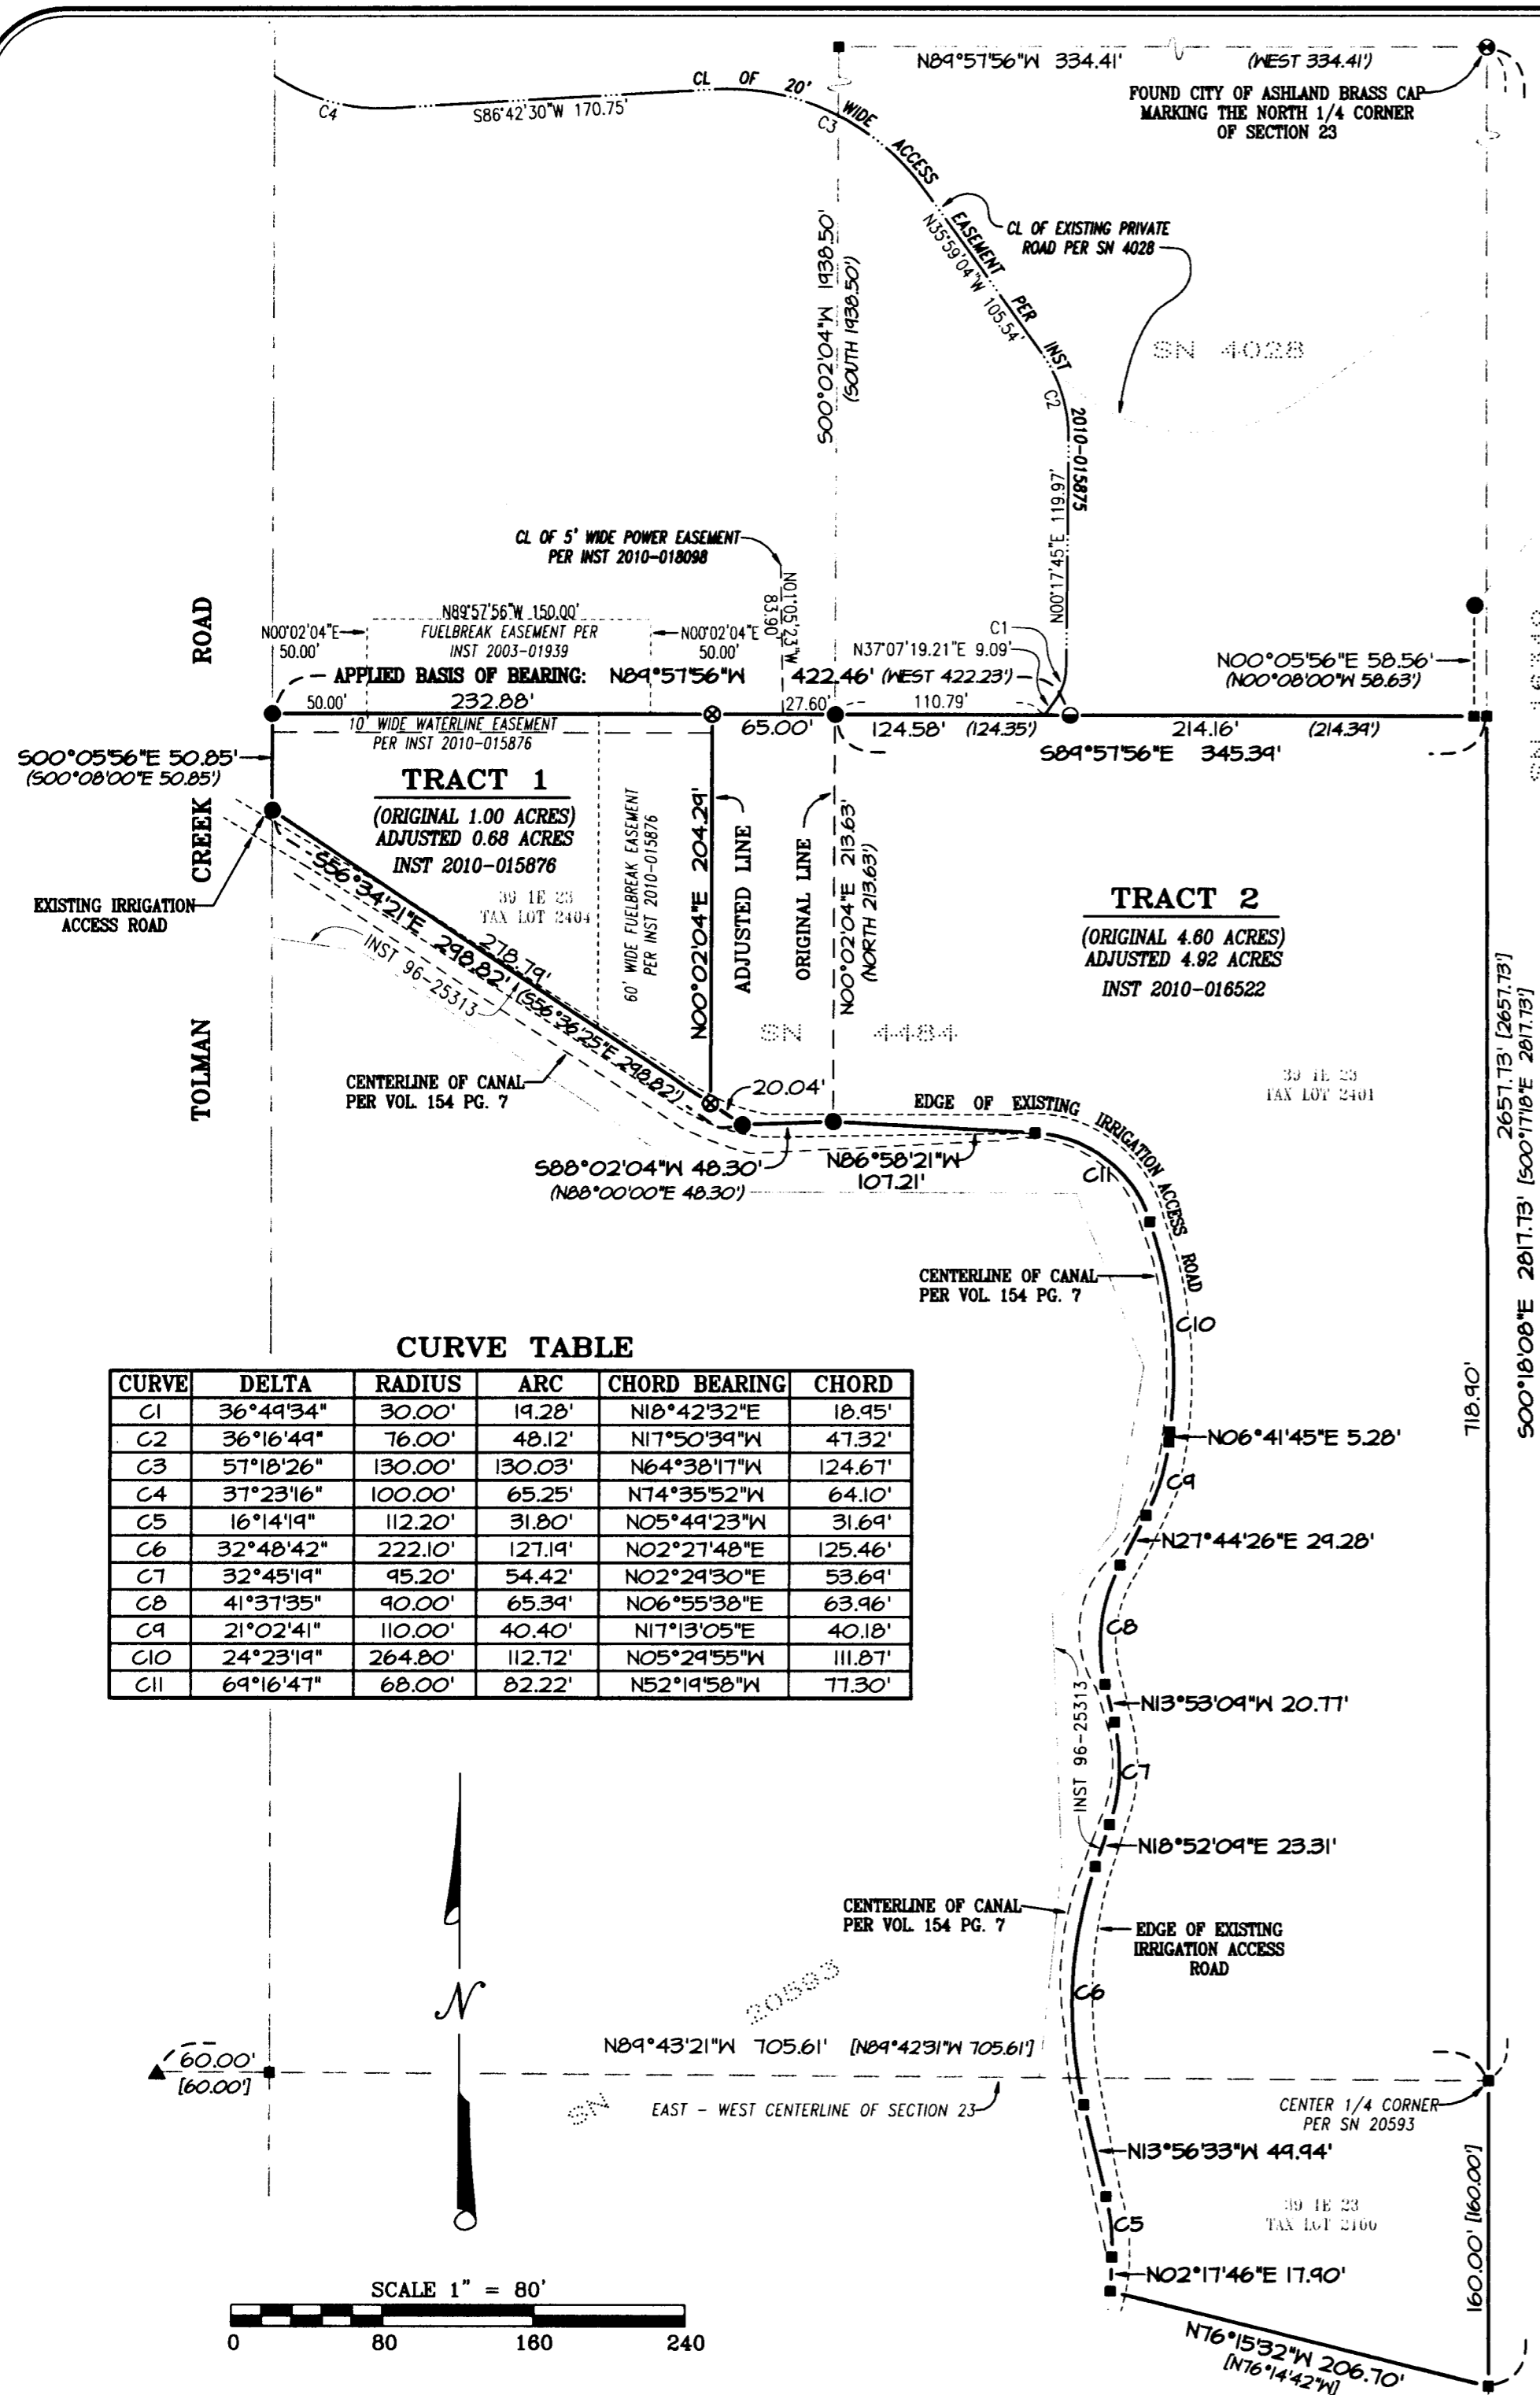 N89°57'56"W 334.41' (WEST 334.41')
FOUND CITY OF ASHLAND BRASS CAP
MARKING THE NORTH 1/4 CORNER
OF SECTION 23
C4
S86°42'30"W 170.75'
CL OF 20' WIDE ACCESS EASEMENT PER INST 2010-015875
C3
N35°59'04"W 105.54'
CL OF EXISTING PRIVATE
ROAD PER SN 4028
SN 4028
S00°02'04"W 1938.50'
(SOUTH 1938.50')
C2
N00°17'45"E 119.97'
CL OF 5' WIDE POWER EASEMENT
PER INST 2010-018098
N01°05'23"W
83.90'
C1
N37°07'19.21"E 9.09'
TOLMAN CREEK ROAD
N00°02'04"E
50.00'
N89°57'56"W 150.00'
FUELBREAK EASEMENT PER
INST 2003-01939
N00°02'04"E
50.00'
N00°05'56"E 58.56'
(N00°08'00"W 58.63')
APPLIED BASIS OF BEARING: N89°57'56"W 422.46' (WEST 422.23')
50.00'
232.88'
27.60'
110.79'
10' WIDE WATERLINE EASEMENT
PER INST 2010-015876
65.00'
124.58' (124.35')
214.16' (214.39')
S89°57'56"E 345.39'
S00°05'56"E 50.85'
(S00°08'00"E 50.85')
TRACT 1
(ORIGINAL 1.00 ACRES)
ADJUSTED 0.68 ACRES
INST 2010-015876
39 1E 23
TAX LOT 2404
60' WIDE FUELBREAK EASEMENT
PER INST 2010-015876
N00°02'04"E 204.29'
ADJUSTED LINE
ORIGINAL LINE
N00°02'04"E 213.63'
(NORTH 213.63')
TRACT 2
(ORIGINAL 4.60 ACRES)
ADJUSTED 4.92 ACRES
INST 2010-016522
EXISTING IRRIGATION
ACCESS ROAD
S56°34'21"E 298.82' (S56°36'25"E 298.82')
278.79'
INST 96-25313
SN 4484
39 1E 23
TAX LOT 2401
CENTERLINE OF CANAL
PER VOL. 154 PG. 7
20.04'
EDGE OF EXISTING IRRIGATION ACCESS ROAD
S88°02'04"W 48.30'
(N88°00'00"E 48.30')
N86°58'21"W
107.21'
C11
2657.73' [2657.73']
S00°18'08"E 2817.73' [S00°17'18"E 2817.73']
CENTERLINE OF CANAL
PER VOL. 154 PG. 7
C10
718.90'
CURVE TABLE
CURVE DELTA RADIUS ARC CHORD BEARING CHORD
C1 36°49'34" 30.00' 19.28' N18°42'32"E 18.95'
C2 36°16'49" 76.00' 48.12' N17°50'39"W 47.32'
C3 57°18'26" 130.00' 130.03' N64°38'17"W 124.67'
C4 37°23'16" 100.00' 65.25' N74°35'52"W 64.10'
C5 16°14'19" 112.20' 31.80' N05°49'23"W 31.69'
C6 32°48'42" 222.10' 127.19' N02°27'48"E 125.46'
C7 32°45'19" 95.20' 54.42' N02°29'30"E 53.69'
C8 41°37'35" 90.00' 65.39' N06°55'38"E 63.96'
C9 21°02'41" 110.00' 40.40' N17°13'05"E 40.18'
C10 24°23'19" 264.80' 112.72' N05°29'55"W 111.87'
C11 69°16'47" 68.00' 82.22' N52°19'58"W 77.30'
N06°41'45"E 5.28'
C9
N27°44'26"E 29.28'
C8
INST 96-25313
N13°53'09"W 20.77'
C7
N18°52'09"E 23.31'
CENTERLINE OF CANAL
PER VOL. 154 PG. 7
EDGE OF EXISTING
IRRIGATION ACCESS
ROAD
C6
N
SN 20593
N89°43'21"W 705.61' [N89°42'31"W 705.61']
60.00'
[60.00']
EAST - WEST CENTERLINE OF SECTION 23
CENTER 1/4 CORNER
PER SN 20593
N13°56'33"W 49.94'
C5
39 1E 23
TAX LOT 2100
160.00' [160.00']
N02°17'46"E 17.90'
N76°15'32"W 206.70'
[N76°14'42"W]
SCALE 1" = 80'
0 80 160 240